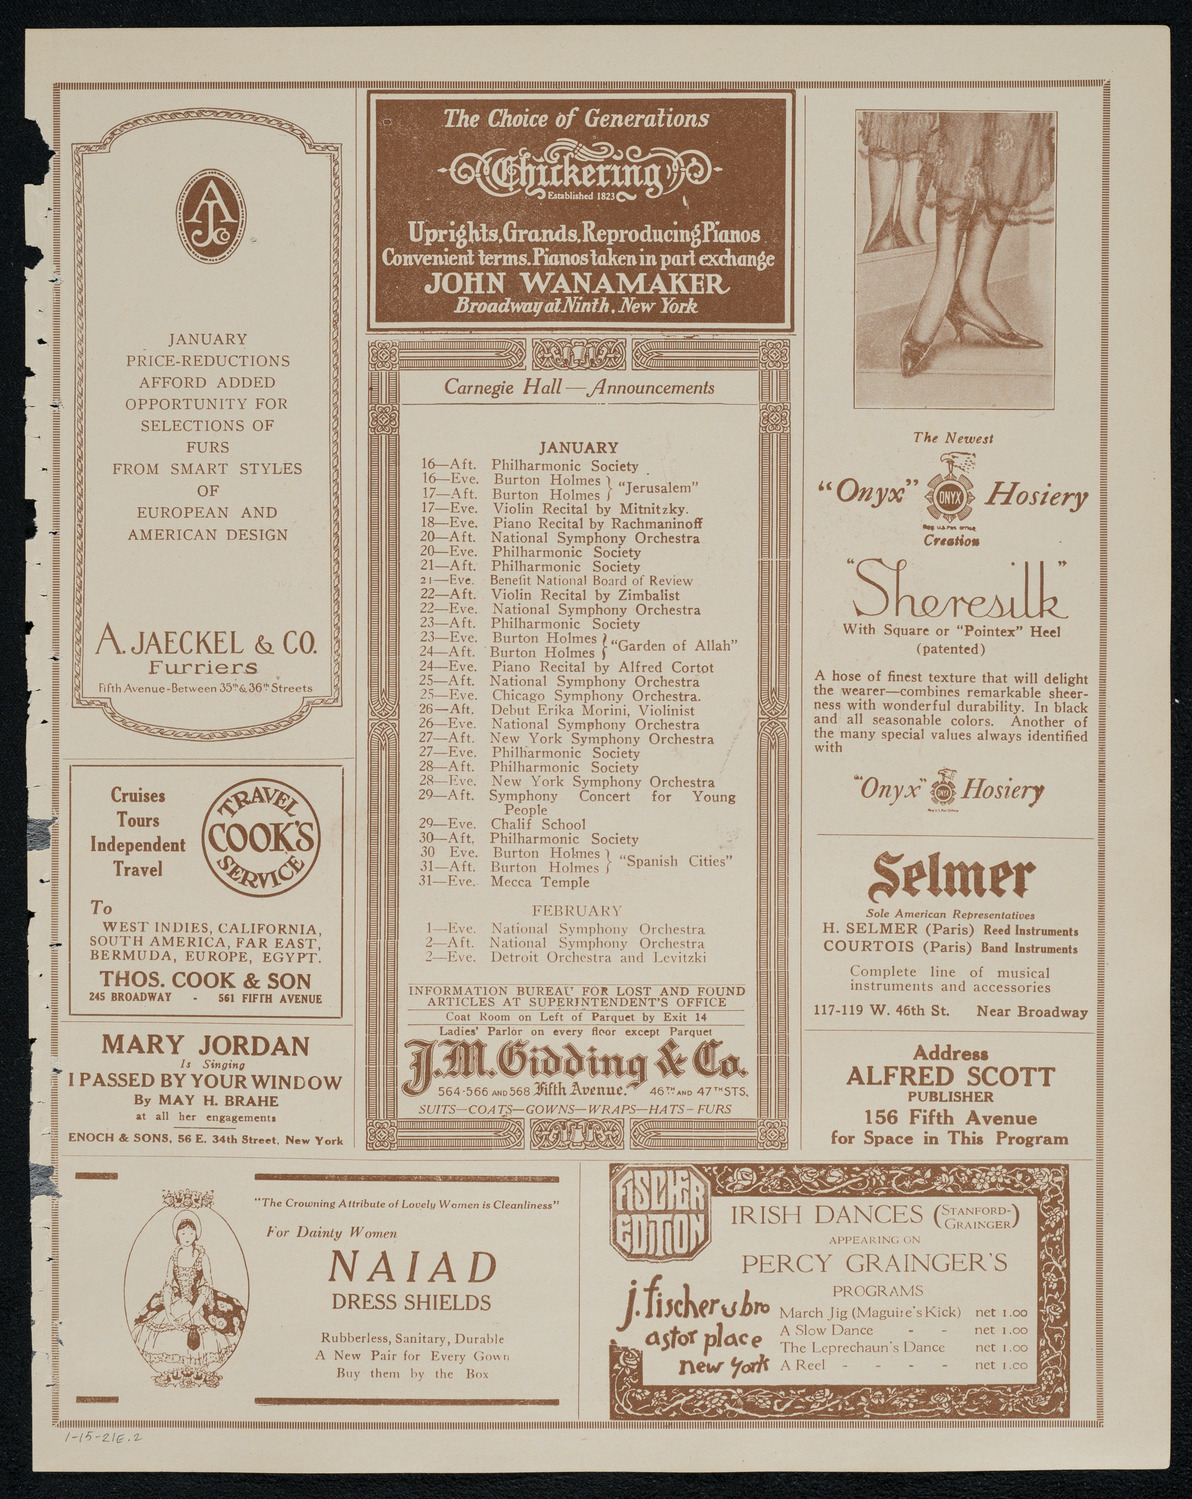 AJCo
JANUARY
PRICE-REDUCTIONS
AFFORD ADDED
OPPORTUNITY FOR
SELECTIONS OF
FURS
FROM SMART STYLES
OF
EUROPEAN AND
AMERICAN DESIGN
A. JAECKEL & CO.
Furriers
Fifth Avenue-Between 35th & 36th Streets
Cruises
Tours
Independent
Travel
TRAVEL
COOK'S
SERVICE
To
WEST INDIES, CALIFORNIA,
SOUTH AMERICA, FAR EAST,
BERMUDA, EUROPE, EGYPT.
THOS. COOK & SON
245 BROADWAY - 561 FIFTH AVENUE
MARY JORDAN
Is Singing
I PASSED BY YOUR WINDOW
By MAY H. BRAHE
at all her engagements
ENOCH & SONS, 56 E. 34th Street, New York
The Choice of Generations
Chickering
Established 1823
Uprights, Grands, Reproducing Pianos
Convenient terms. Pianos taken in part exchange
JOHN WANAMAKER
Broadway at Ninth, New York
Carnegie Hall—Announcements
JANUARY
16—Aft. Philharmonic Society
16—Eve. Burton Holmes } "Jerusalem"
17—Aft. Burton Holmes }
17—Eve. Violin Recital by Mitnitzky.
18—Eve. Piano Recital by Rachmaninoff
20—Aft. National Symphony Orchestra
20—Eve. Philharmonic Society
21—Aft. Philharmonic Society
21—Eve. Benefit National Board of Review
22—Aft. Violin Recital by Zimbalist
22—Eve. National Symphony Orchestra
23—Aft. Philharmonic Society
23—Eve. Burton Holmes } "Garden of Allah"
24—Aft. Burton Holmes }
24—Eve. Piano Recital by Alfred Cortot
25—Aft. National Symphony Orchestra
25—Eve. Chicago Symphony Orchestra.
26—Aft. Debut Erika Morini, Violinist
26—Eve. National Symphony Orchestra
27—Aft. New York Symphony Orchestra
27—Eve. Philharmonic Society
28—Aft. Philharmonic Society
28—Eve. New York Symphony Orchestra
29—Aft. Symphony Concert for Young
People
29—Eve. Chalif School
30—Aft. Philharmonic Society
30 Eve. Burton Holmes } "Spanish Cities"
31—Aft. Burton Holmes }
31—Eve. Mecca Temple
FEBRUARY
1—Eve. National Symphony Orchestra
2—Aft. National Symphony Orchestra
2—Eve. Detroit Orchestra and Levitzki
INFORMATION BUREAU FOR LOST AND FOUND
ARTICLES AT SUPERINTENDENT'S OFFICE
Coat Room on Left of Parquet by Exit 14
Ladies' Parlor on every floor except Parquet
J.M. Gidding & Co.
564-566 AND 568 Fifth Avenue. 46TH AND 47TH STS.
SUITS—COATS—GOWNS—WRAPS—HATS—FURS
The Newest
"Onyx" ONYX Hosiery
Reg. U.S. Pat. Office
Creation
"Sheresilk"
With Square or "Pointex" Heel
(patented)
A hose of finest texture that will delight
the wearer—combines remarkable sheer-
ness with wonderful durability. In black
and all seasonable colors. Another of
the many special values always identified
with
"Onyx" ONYX Hosiery
Selmer
Sole American Representatives
H. SELMER (Paris) Reed Instruments
COURTOIS (Paris) Band Instruments
Complete line of musical
instruments and accessories
117-119 W. 46th St. Near Broadway
Address
ALFRED SCOTT
PUBLISHER
156 Fifth Avenue
for Space in This Program
"The Crowning Attribute of Lovely Women is Cleanliness"
For Dainty Women
NAIAD
DRESS SHIELDS
Rubberless, Sanitary, Durable
A New Pair for Every Gown
Buy them by the Box
FISCHER
EDITION
j. fischer & bro
astor place
new york
IRISH DANCES (STANFORD-
GRAINGER)
APPEARING ON
PERCY GRAINGER'S
PROGRAMS
March Jig (Maguire's Kick) net 1.00
A Slow Dance - - net 1.00
The Leprechaun's Dance net 1.00
A Reel - - - - net 1.00
1-15-21E.2